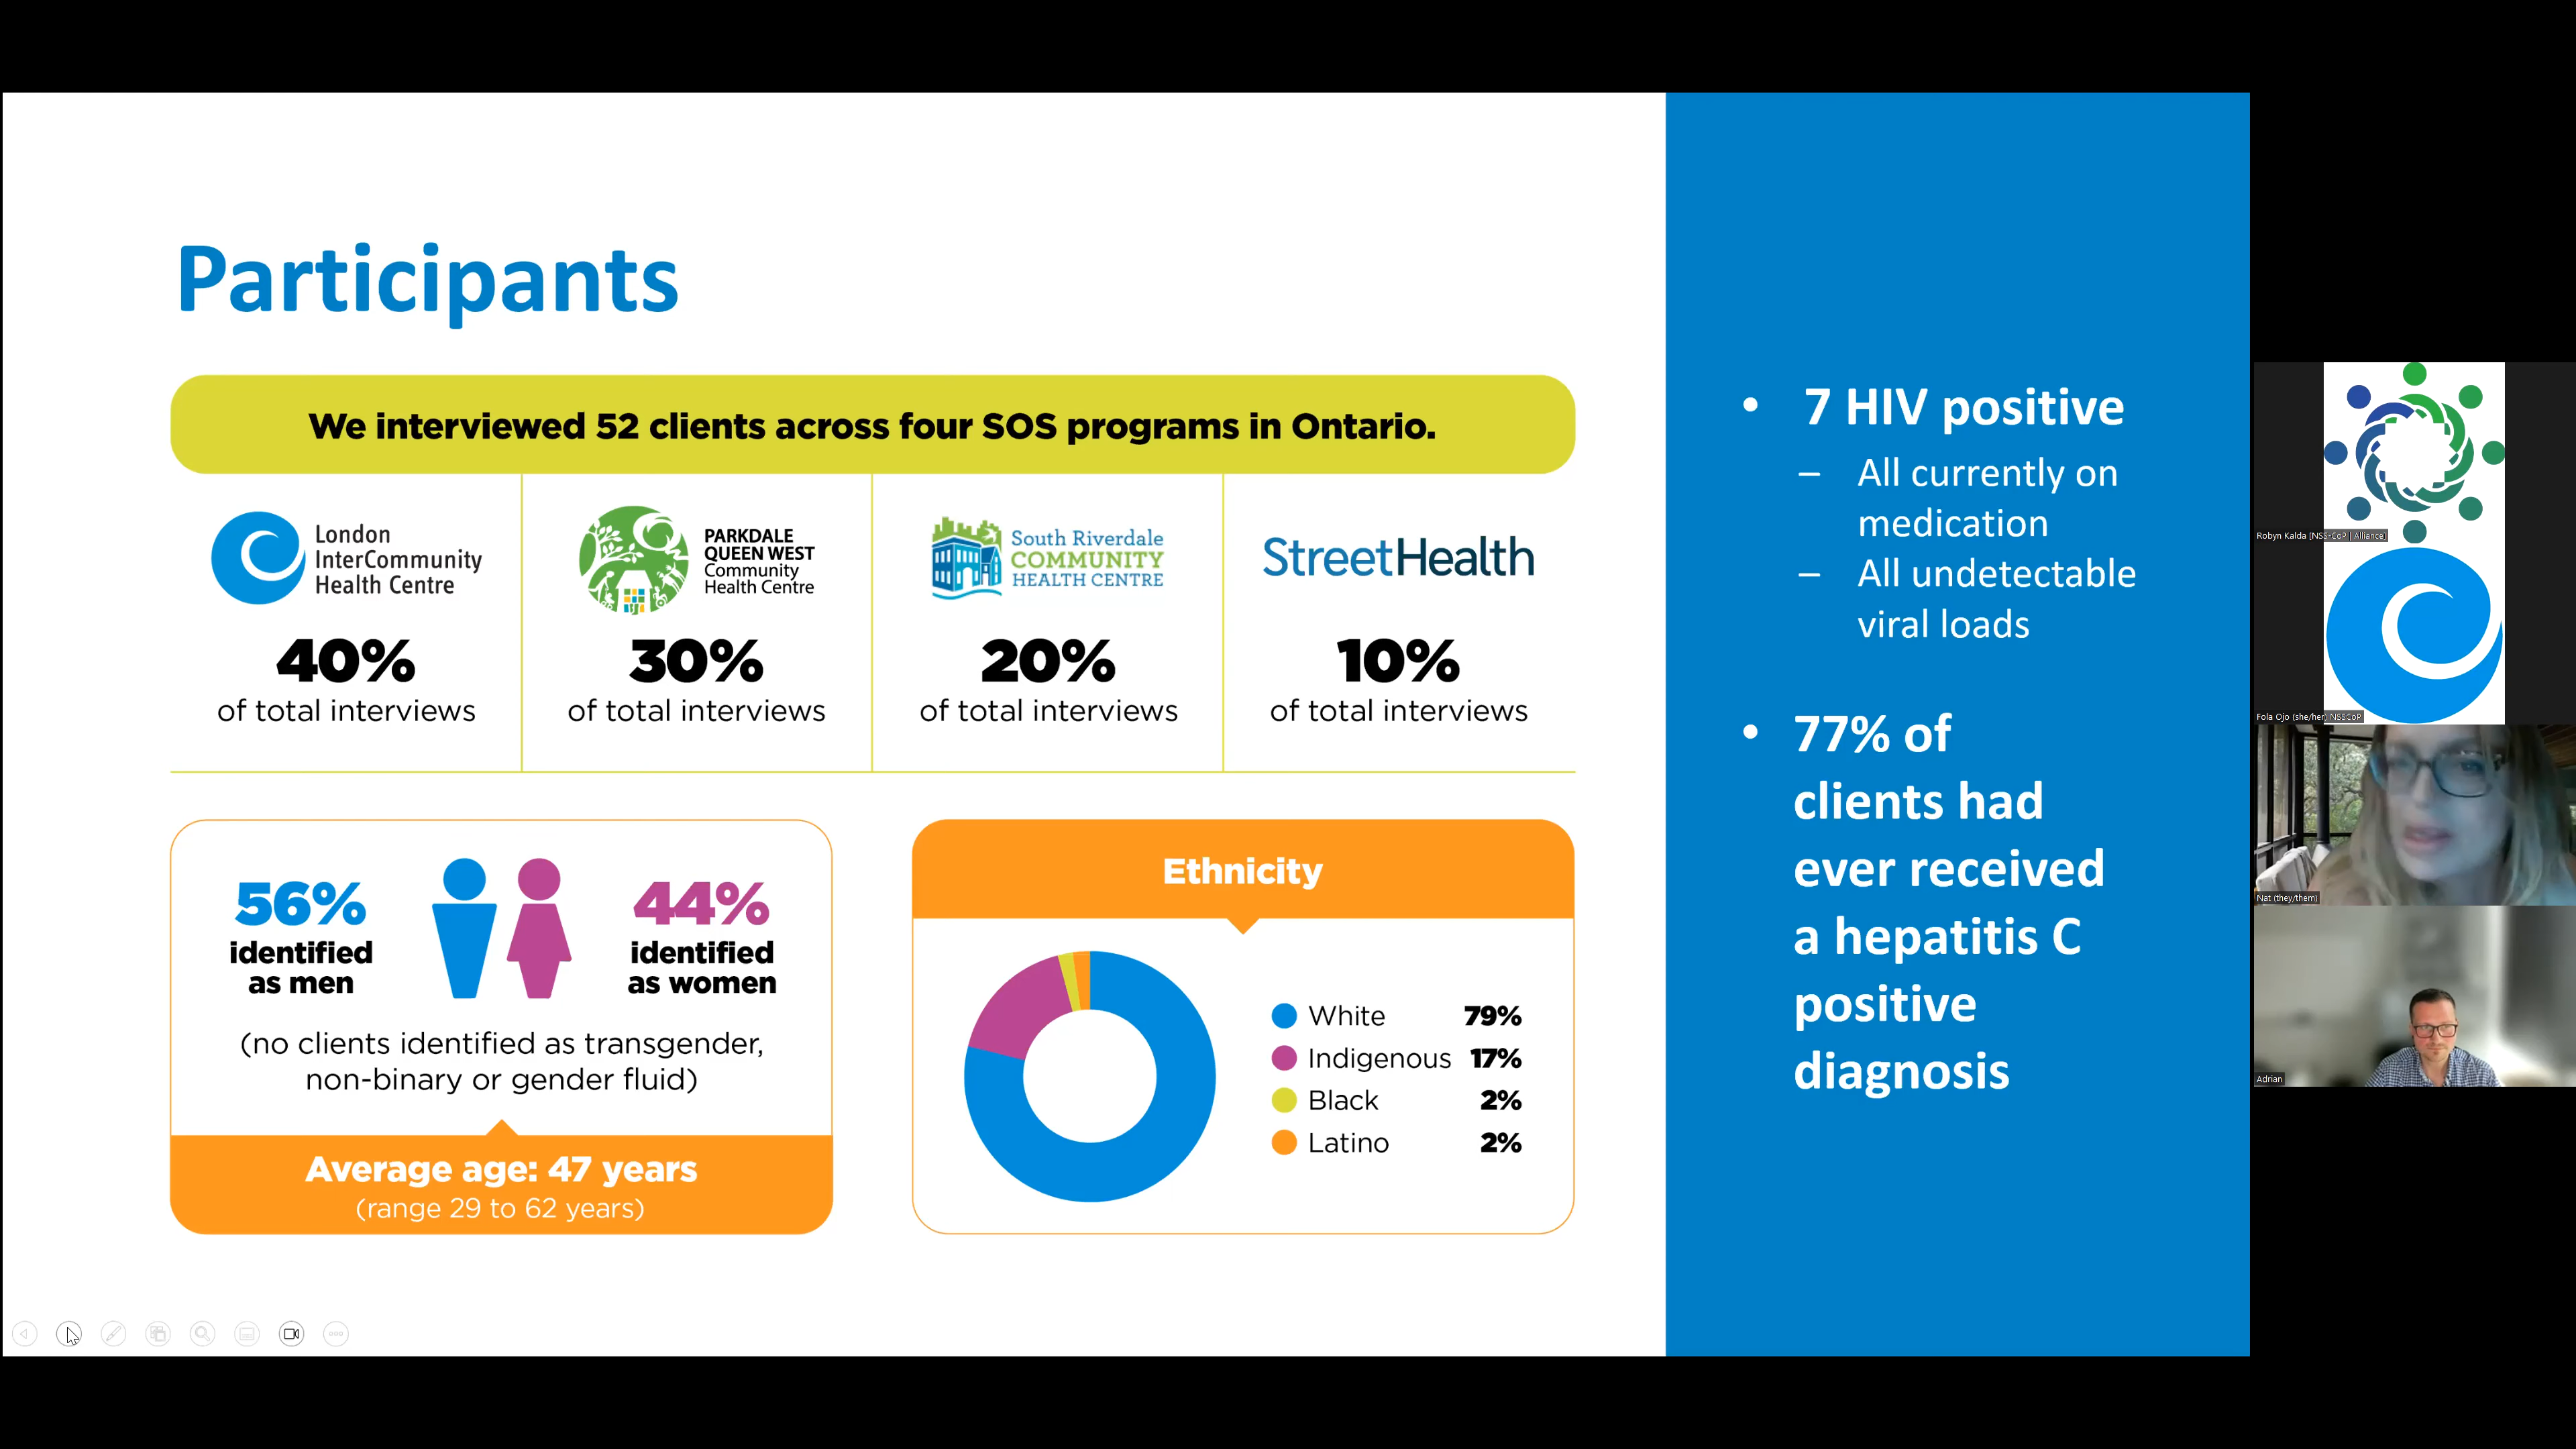 Participants
We interviewed 52 clients across four SOS programs in Ontario.
London
InterCommunity
Health Centre
40%
of total interviews
PARKDALE
QUEEN WEST
Community
Health Centre
30%
of total interviews
South Riverdale
COMMUNITY
HEALTH CENTRE
20%
of total interviews
StreetHealth
10%
of total interviews
56%
identified
as men
44%
identified
as women
(no clients identified as transgender,
non-binary or gender fluid)
Average age: 47 years
(range 29 to 62 years)
Ethnicity
White 79%
Indigenous 17%
Black 2%
Latino 2%
• 7 HIV positive
– All currently on
medication
– All undetectable
viral loads
• 77% of
clients had
ever received
a hepatitis C
positive
diagnosis
Robyn Kalda [NSS-CoP | Alliance]
Fola Ojo (she/her) NSSCoP
Nat (they/them)
Adrian